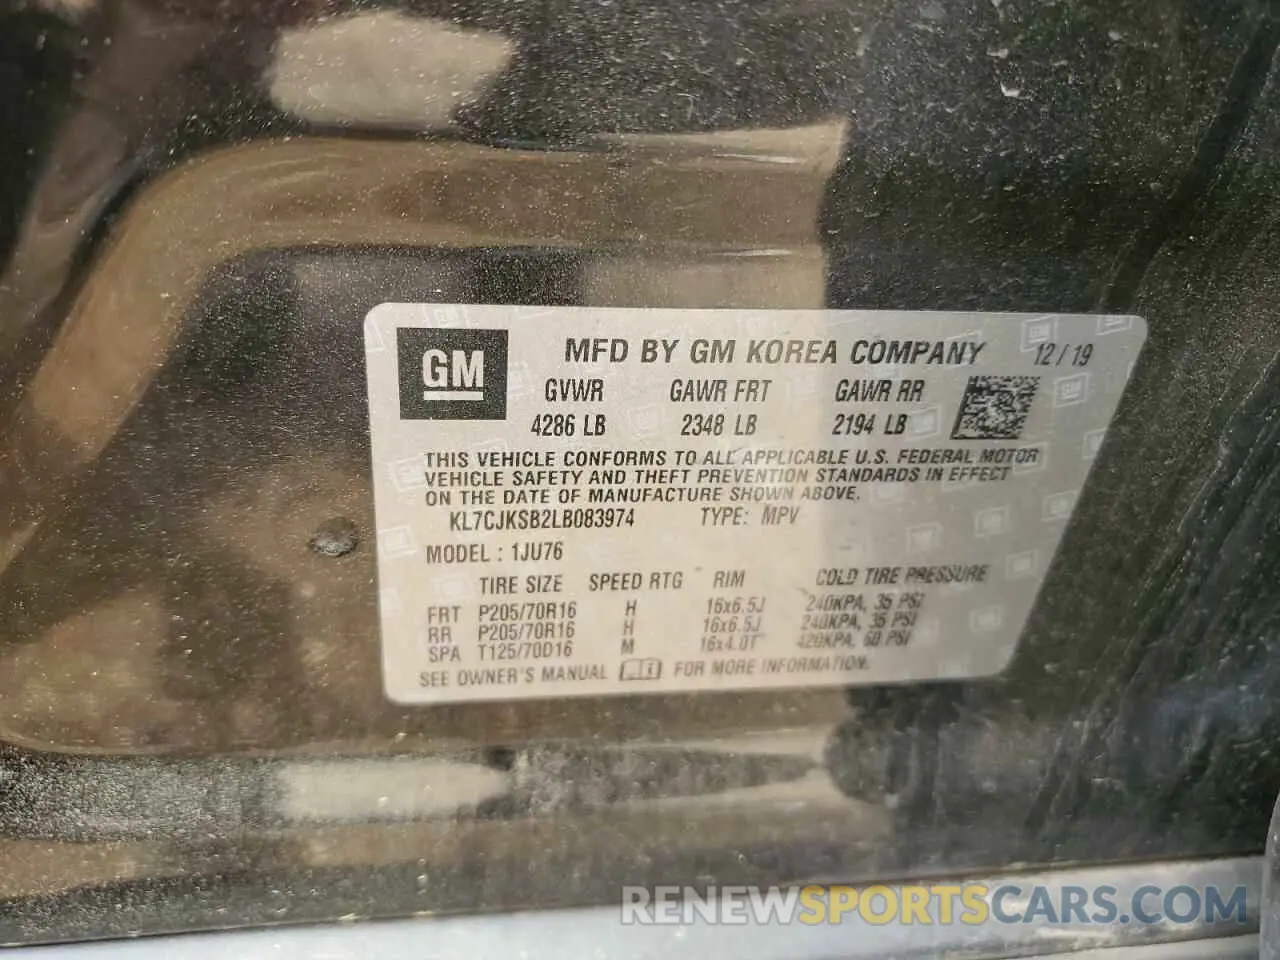 GM
MFD BY GM KOREA COMPANY 12/19
GVWR GAWR FRT GAWR RR
4286 LB 2348 LB 2194 LB
THIS VEHICLE CONFORMS TO ALL APPLICABLE U.S. FEDERAL MOTOR
VEHICLE SAFETY AND THEFT PREVENTION STANDARDS IN EFFECT
ON THE DATE OF MANUFACTURE SHOWN ABOVE.
KL7CJKSB2LB083974 TYPE: MPV
MODEL: 1JU76
TIRE SIZE SPEED RTG RIM COLD TIRE PRESSURE
FRT P205/70R16 H 16x6.5J 240KPA, 35 PSI
RR P205/70R16 H 16x6.5J 240KPA, 35 PSI
SPA T125/70D16 M 16x4.0T 420KPA, 60 PSI
SEE OWNER'S MANUAL FOR MORE INFORMATION.
RENEWSPORTSCARS.COM